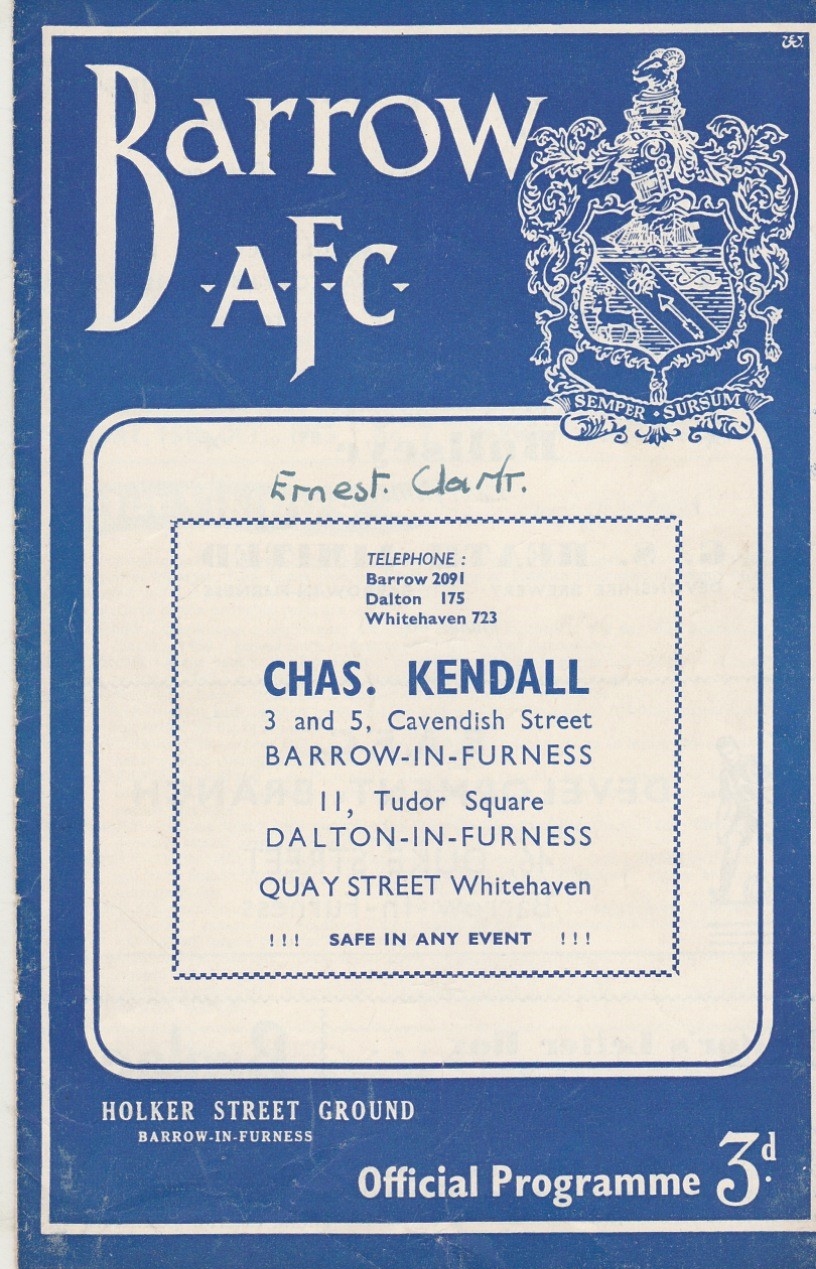 Barrow
A.F.C.
SEMPER • SURSUM
Ernest.
TELEPHONE:
Barrow 2091
Dalton 175
Whitehaven 723
CHAS. KENDALL
3 and 5, Cavendish Street
BARROW-IN-FURNESS
11, Tudor Square
DALTON-IN-FURNESS
QUAY STREET Whitehaven
!!! SAFE IN ANY EVENT !!!
HOLKER STREET GROUND
BARROW-IN-FURNESS
Official Programme 3d.